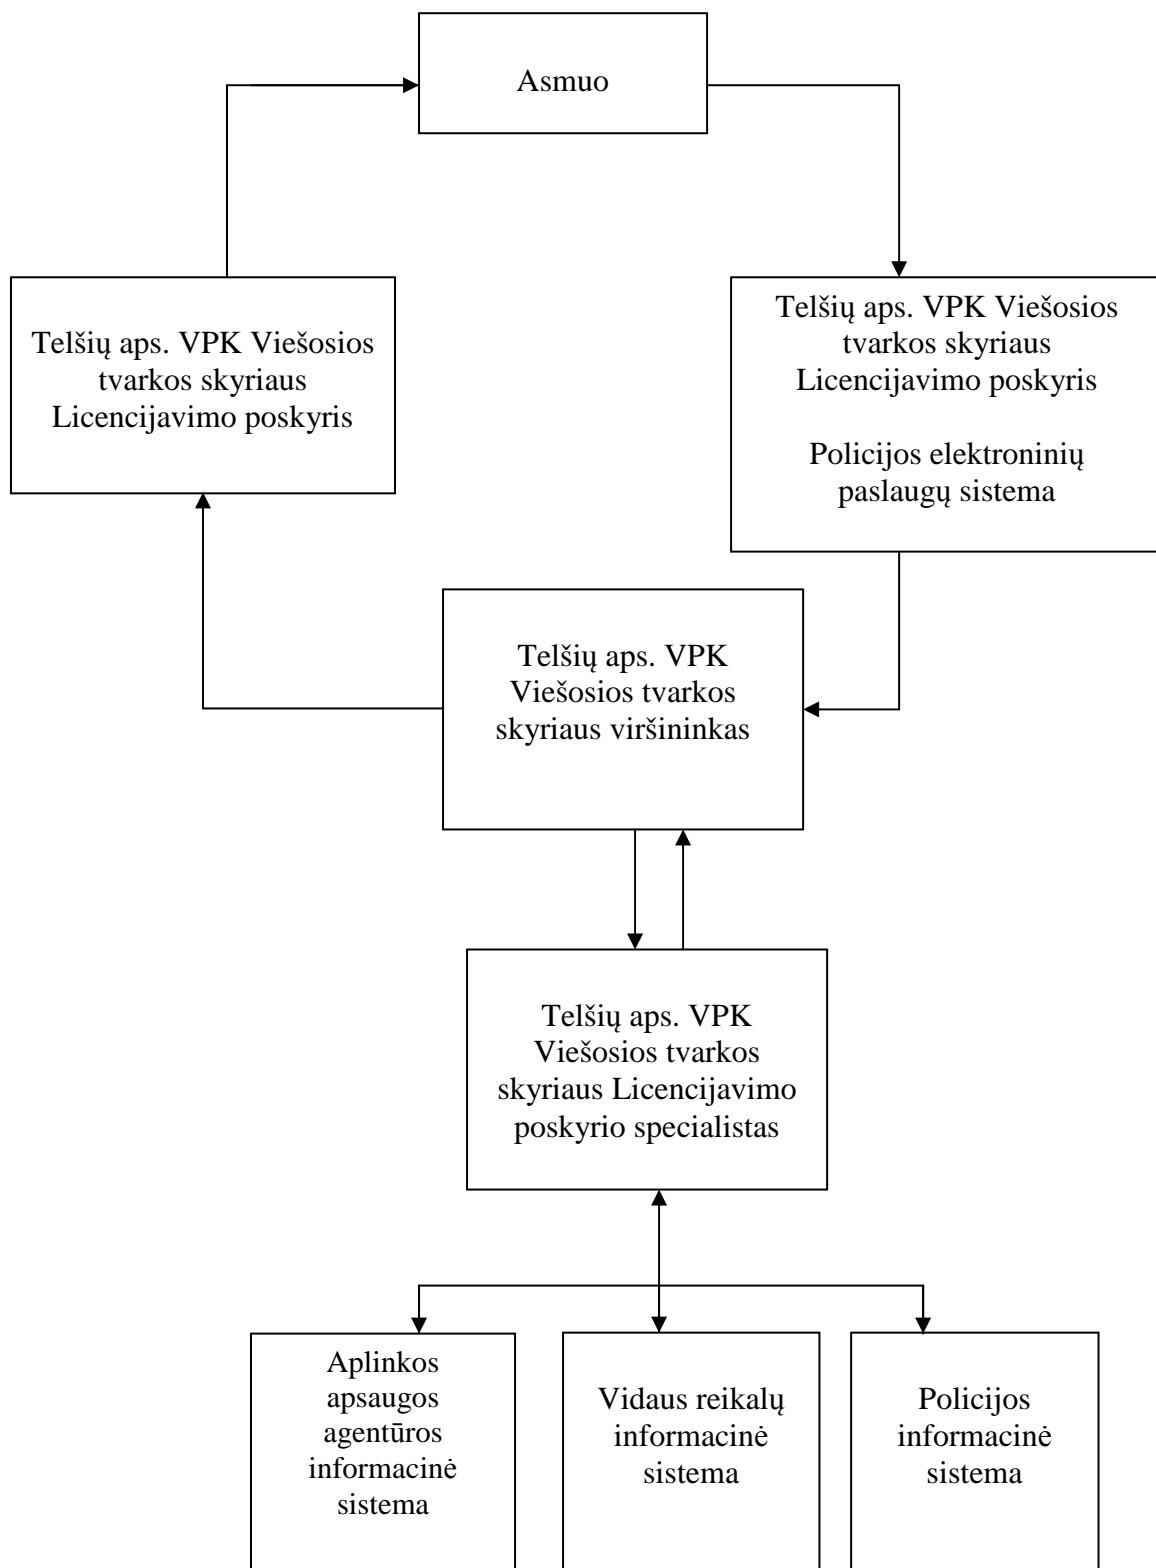 Asmuo
Telšių aps. VPK Viešosios
tvarkos skyriaus
Licencijavimo poskyris
Telšių aps. VPK Viešosios
tvarkos skyriaus
Licencijavimo poskyris
Policijos elektroninių
paslaugų sistema
Telšių aps. VPK
Viešosios tvarkos
skyriaus viršininkas
Telšių aps. VPK
Viešosios tvarkos
skyriaus Licencijavimo
poskyrio specialistas
Aplinkos
apsaugos
agentūros
informacinė
sistema
Vidaus reikalų
informacinė
sistema
Policijos
informacinė
sistema